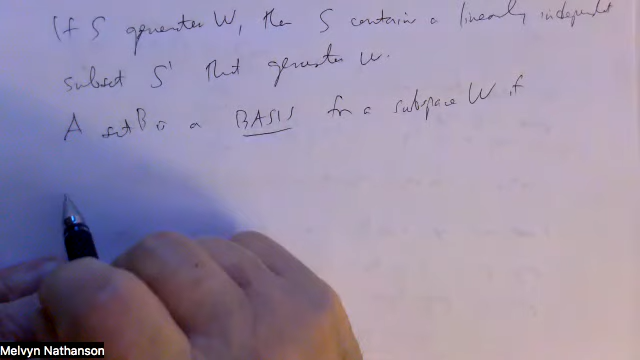 If S generates W, then S contains a linearly independent
subset S' that generates W.
A set B is a BASIS for a subspace W if
Melvyn Nathanson